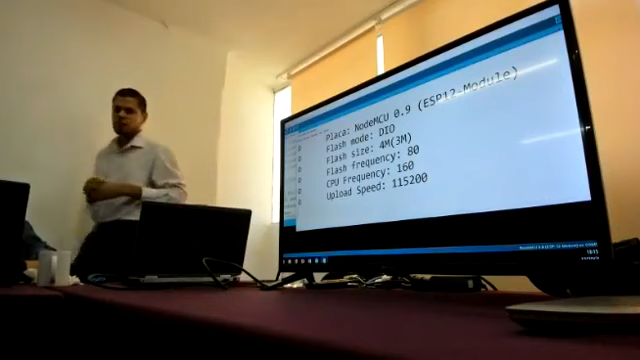 Placa: NodeMCU 0.9 (ESP12-Module)
Flash mode: DIO
Flash size: 4M(3M)
Flash frequency: 80
CPU Frequency: 160
Upload Speed: 115200